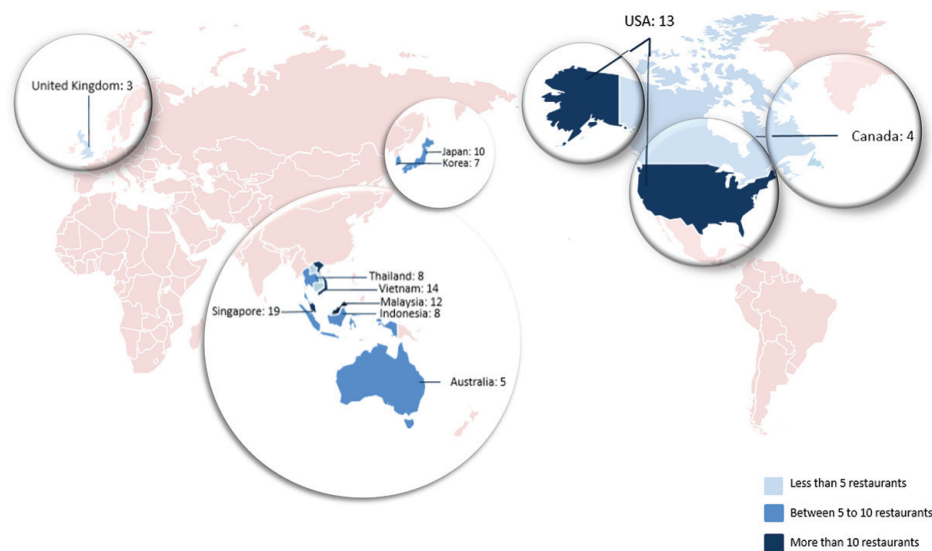 USA: 13
United Kingdom: 3
Canada: 4
Japan: 10
Korea: 7
Thailand: 8
Vietnam: 14
Malaysia: 12
Singapore: 19
Indonesia: 8
Australia: 5
Less than 5 restaurants
Between 5 to 10 restaurants
More than 10 restaurants